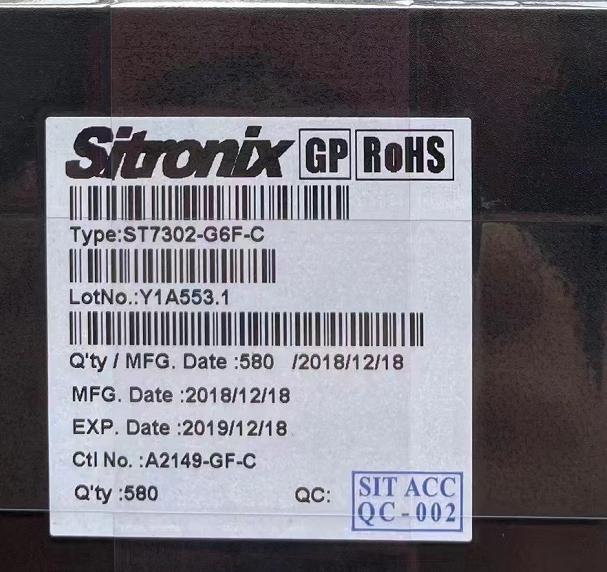 Sitronix GP RoHS
Type:ST7302-G6F-C
LotNo.:Y1A553.1
Q'ty / MFG. Date :580 /2018/12/18
MFG. Date :2018/12/18
EXP. Date :2019/12/18
Ctl No. :A2149-GF-C
Q'ty :580 QC: SIT ACC
QC-002